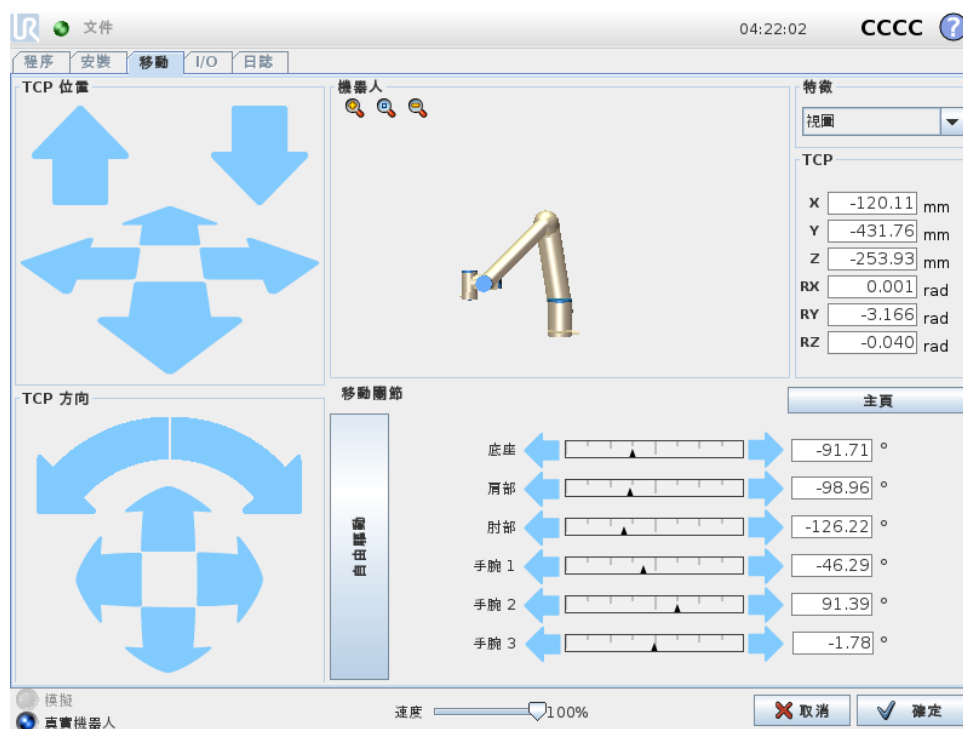 UR 文件 04:22:02 CCCC ?
程序 安裝 移動 I/O 日誌
TCP 位置
機器人
特徵
視圖
TCP
X -120.11 mm
Y -431.76 mm
Z -253.93 mm
RX 0.001 rad
RY -3.166 rad
RZ -0.040 rad
TCP 方向
移動關節
主頁
自由驅動
底座 -91.71 °
肩部 -98.96 °
肘部 -126.22 °
手腕 1 -46.29 °
手腕 2 91.39 °
手腕 3 -1.78 °
模擬
真實機器人
速度 100%
取消
確定